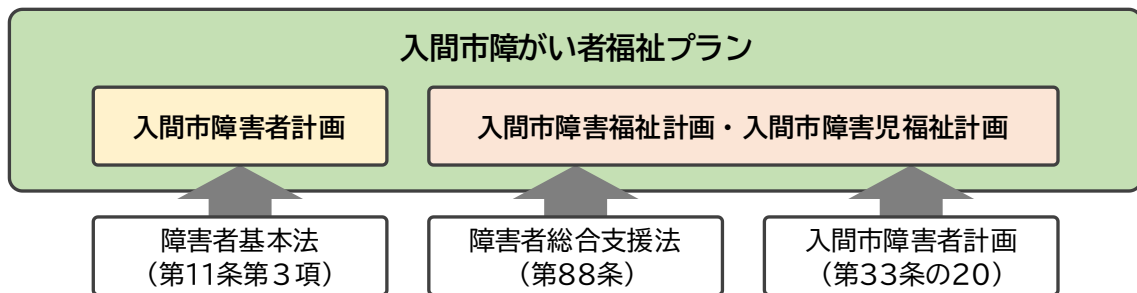 入間市障がい者福祉プラン
入間市障害者計画
入間市障害福祉計画・入間市障害児福祉計画
障害者基本法
（第11条第３項）
障害者総合支援法
（第88条）
入間市障害者計画
（第33条の20）